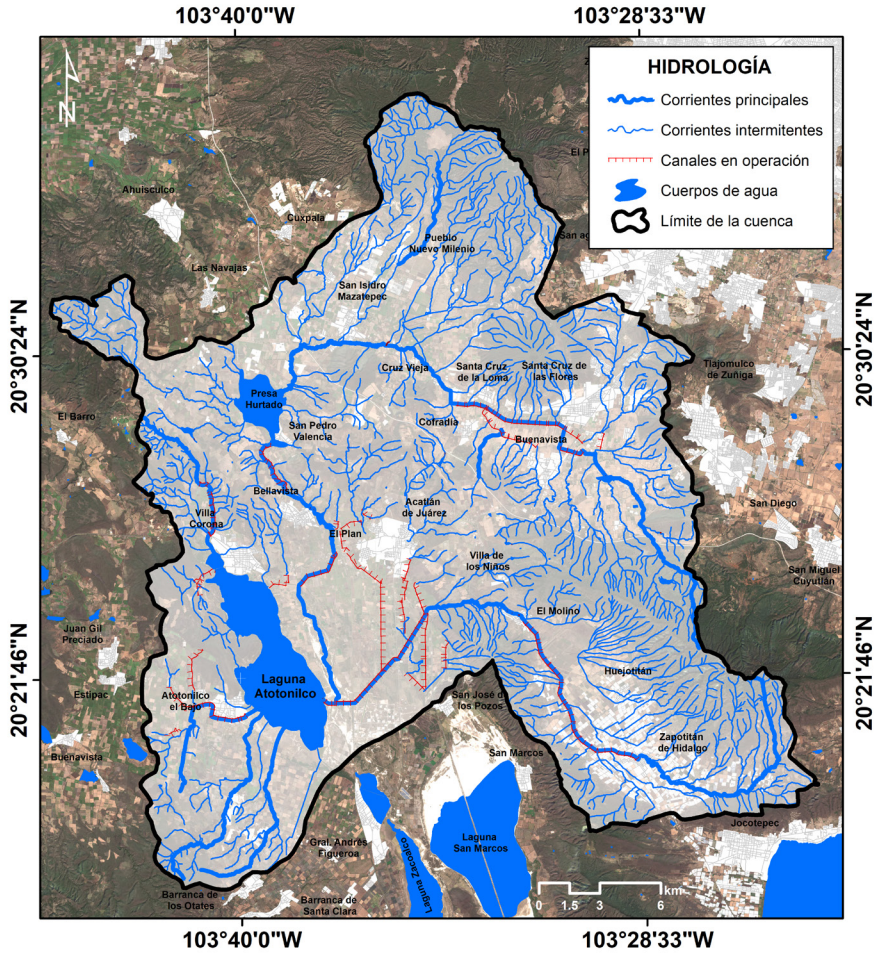 103°40'0"W
103°28'33"W
N
HIDROLOGÍA
Corrientes principales
Corrientes intermitentes
Canales en operación
Cuerpos de agua
Límite de la cuenca
El P
San ag
Ahuisculco
Cuxpala
Pueblo
Nuevo Milenio
Las Navajas
San Isidro
Mazatepec
20°30'24"N
20°30'24"N
Cruz Vieja
Santa Cruz
de la Loma
Santa Cruz de
las Flores
Tlajomulco
de Zuñiga
Presa
Hurtado
El Barro
San Pedro
Valencia
Cofradía
Buenavista
Bellavista
Acatlán
de Juárez
San Diego
Villa
Corona
El Plan
Villa de
los Niños
San Miguel
Cuyutlán
El Molino
Juan Gil
Preciado
20°21'46"N
20°21'46"N
Huejotitán
Laguna
Atotonilco
Estipac
Atotonilco
el Bajo
San José d
los Pozos
Zapotitán
de Hidalgo
Buenavista
San Marcos
Jocotepec
Gral. Andrés
Figueroa
Laguna
San Marcos
Laguna Zacoalco
Barranca de
los Otates
Barranca de
Santa Clara
km
0 1.5 3 6
103°40'0"W
103°28'33"W